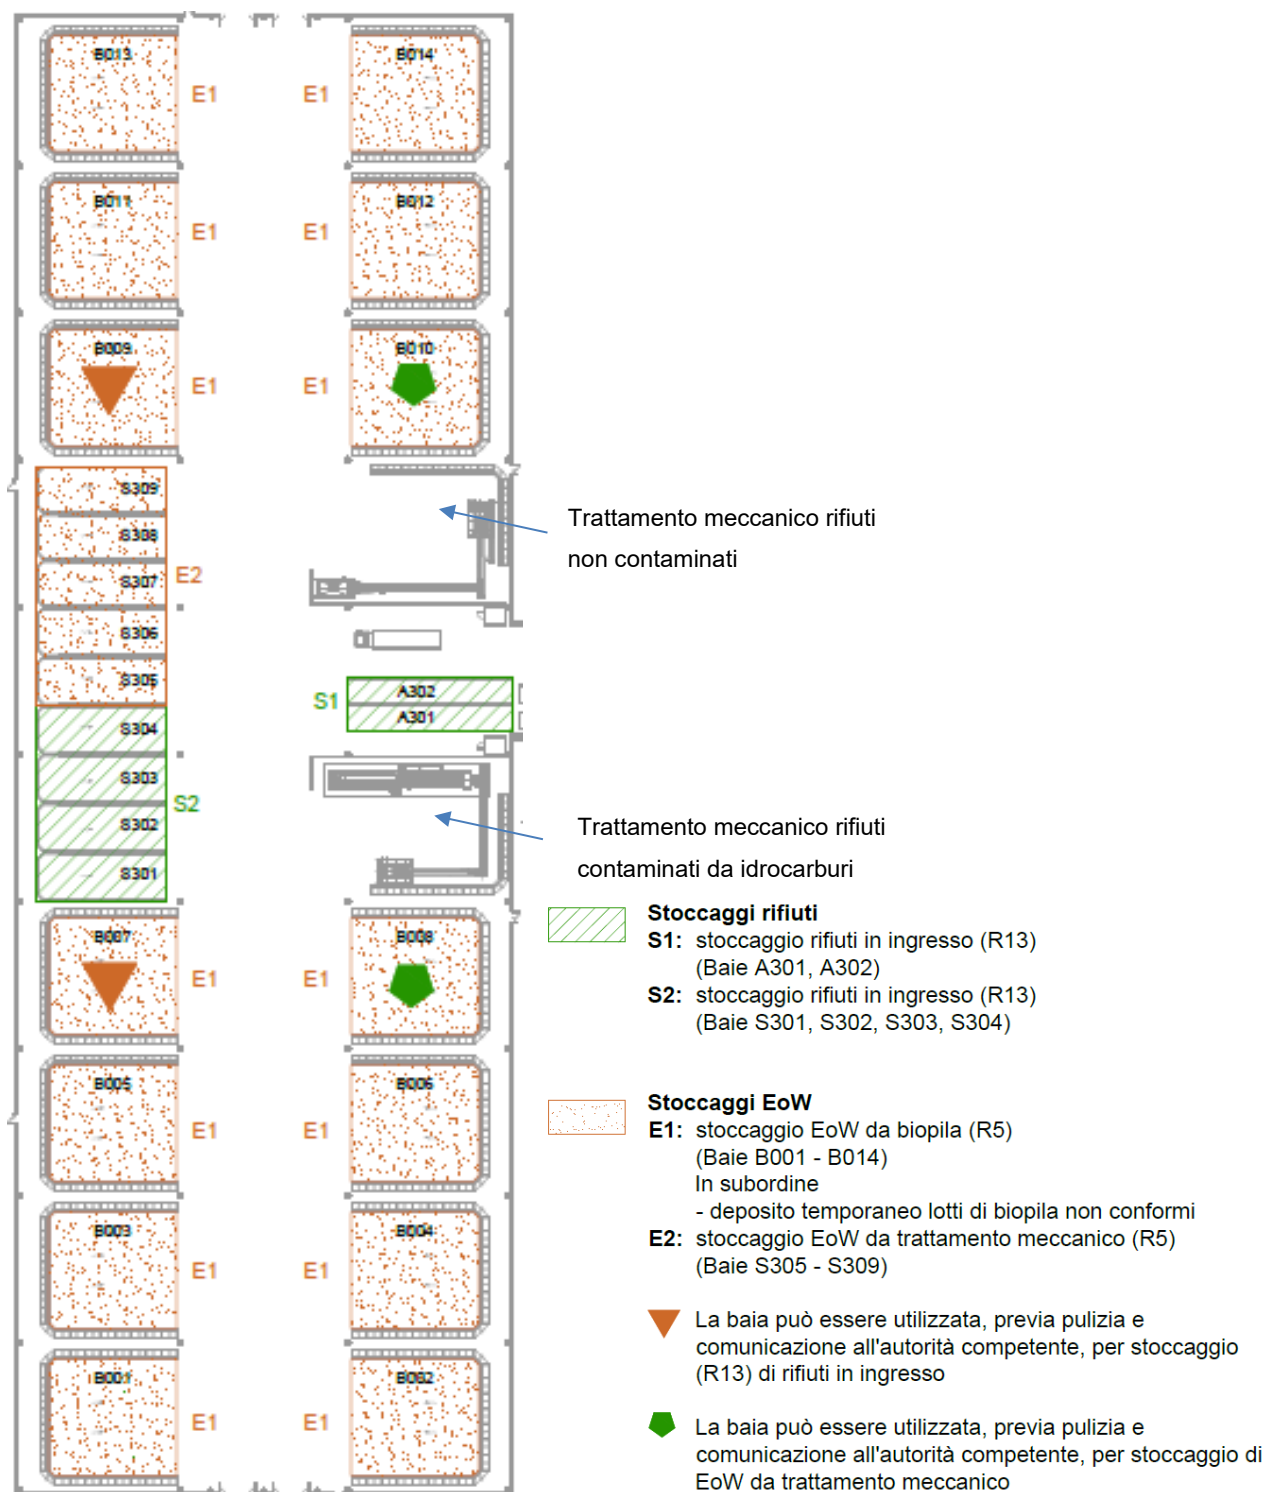 B013
B014
E1
E1
B011
B012
E1
E1
B009
B010
E1
E1
S309
S308
S307
E2
S306
S305
S304
S303
S2
S302
S301
Trattamento meccanico rifiuti
non contaminati
S1
A302
A301
Trattamento meccanico rifiuti
contaminati da idrocarburi
B007
B008
E1
E1
B005
B006
E1
E1
B003
B004
E1
E1
B001
B002
E1
E1
Stoccaggi rifiuti
S1: stoccaggio rifiuti in ingresso (R13)
(Baie A301, A302)
S2: stoccaggio rifiuti in ingresso (R13)
(Baie S301, S302, S303, S304)
Stoccaggi EoW
E1: stoccaggio EoW da biopila (R5)
(Baie B001 - B014)
In subordine
- deposito temporaneo lotti di biopila non conformi
E2: stoccaggio EoW da trattamento meccanico (R5)
(Baie S305 - S309)
La baia può essere utilizzata, previa pulizia e
comunicazione all'autorità competente, per stoccaggio
(R13) di rifiuti in ingresso
La baia può essere utilizzata, previa pulizia e
comunicazione all'autorità competente, per stoccaggio di
EoW da trattamento meccanico